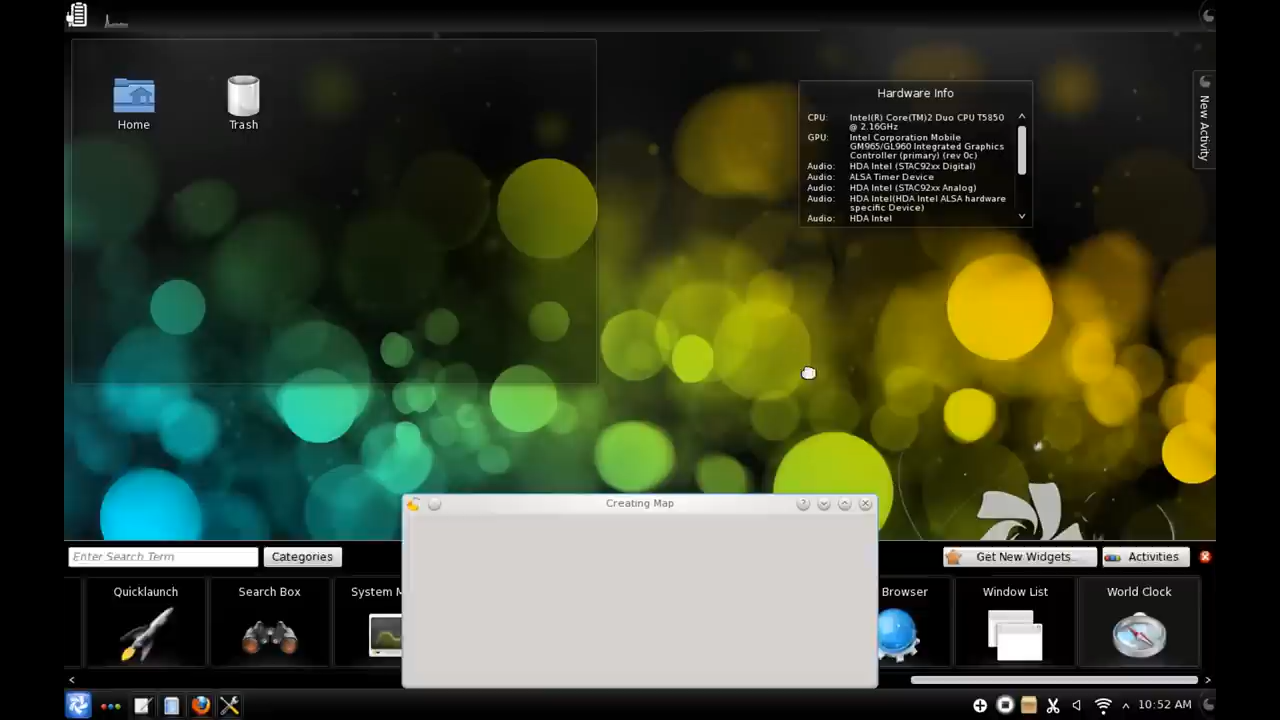 Home
Trash
Hardware Info
CPU: Intel(R) Core(TM)2 Duo CPU T5850
@ 2.16GHz
GPU: Intel Corporation Mobile
GM965/GL960 Integrated Graphics
Controller (primary) (rev 0c)
Audio: HDA Intel (STAC92xx Digital)
Audio: ALSA Timer Device
Audio: HDA Intel (STAC92xx Analog)
Audio: HDA Intel(HDA Intel ALSA hardware
specific Device)
Audio: HDA Intel
New Activity
Creating Map
Enter Search Term
Categories
Get New Widgets
Activities
Quicklaunch
Search Box
System M
Browser
Window List
World Clock
10:52 AM